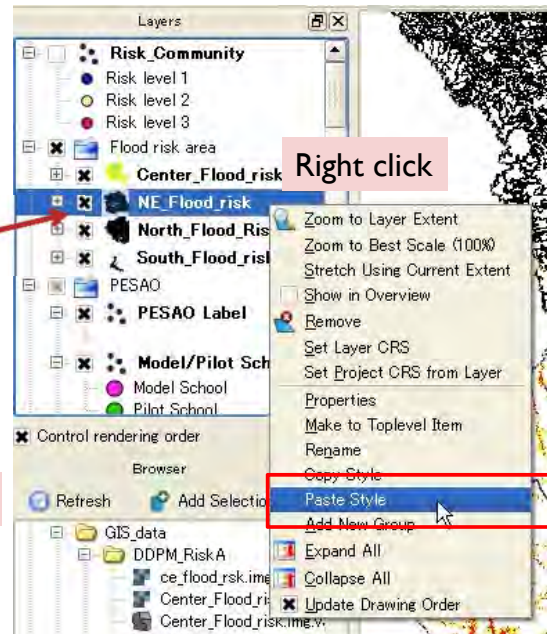 Layers
Risk_Community
Risk level 1
Risk level 2
Risk level 3
Flood risk area
Right click
Center_Flood_risk
NE_Flood_risk
North_Flood_Ris
South_Flood_risl
PESAO
PESAO Label
Model/Pilot Sch
Model School
Pilot School
Control rendering order
Zoom to Layer Extent
Zoom to Best Scale (100%)
Stretch Using Current Extent
Show in Overview
Remove
Set Layer CRS
Set Project CRS from Layer
Properties
Make to Toplevel Item
Rename
Copy Style
Paste Style
Add New Group
Expand All
Collapse All
Update Drawing Order
Browser
Refresh
Add Selectio
GIS_data
DDPM_RiskA
ce_flood_rsk.img
Center_Flood_ri
Center_Flood_risk.img.v